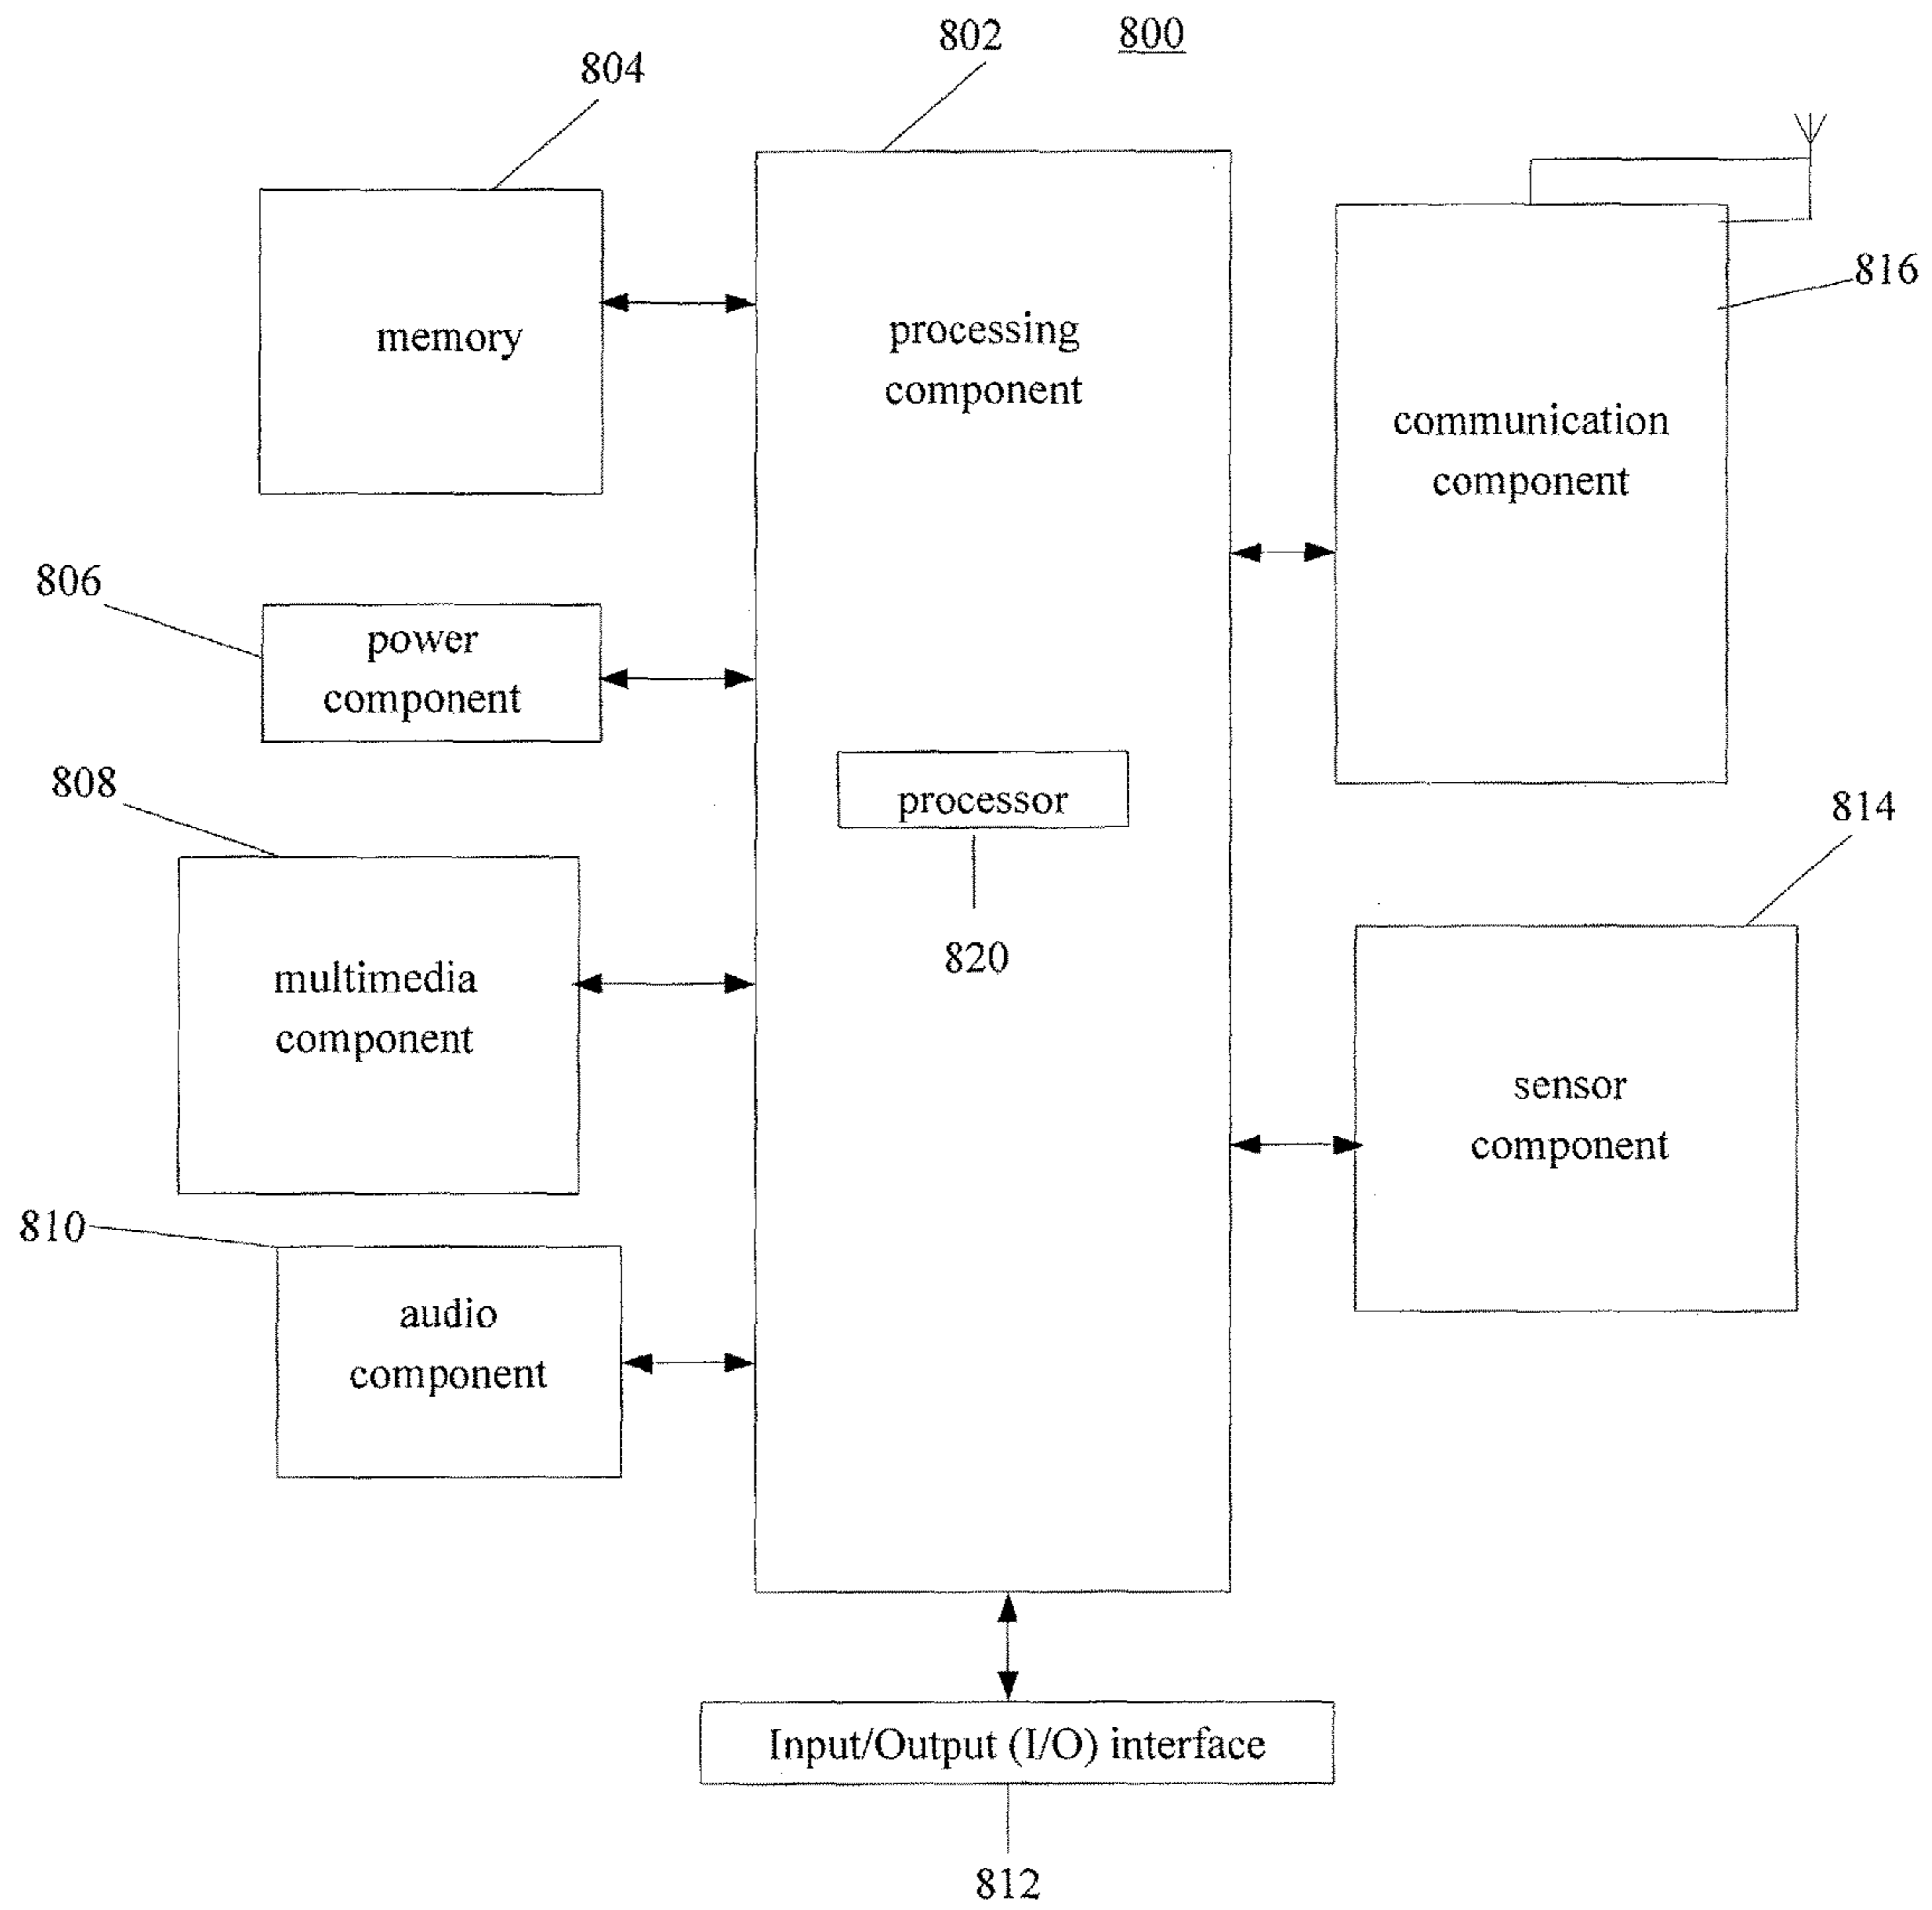 802
800
804
memory
processing
component
816
communication
component
806
power
component
808
processor
814
820
multimedia
component
sensor
component
810
audio
component
Input/Output (I/O) interface
812